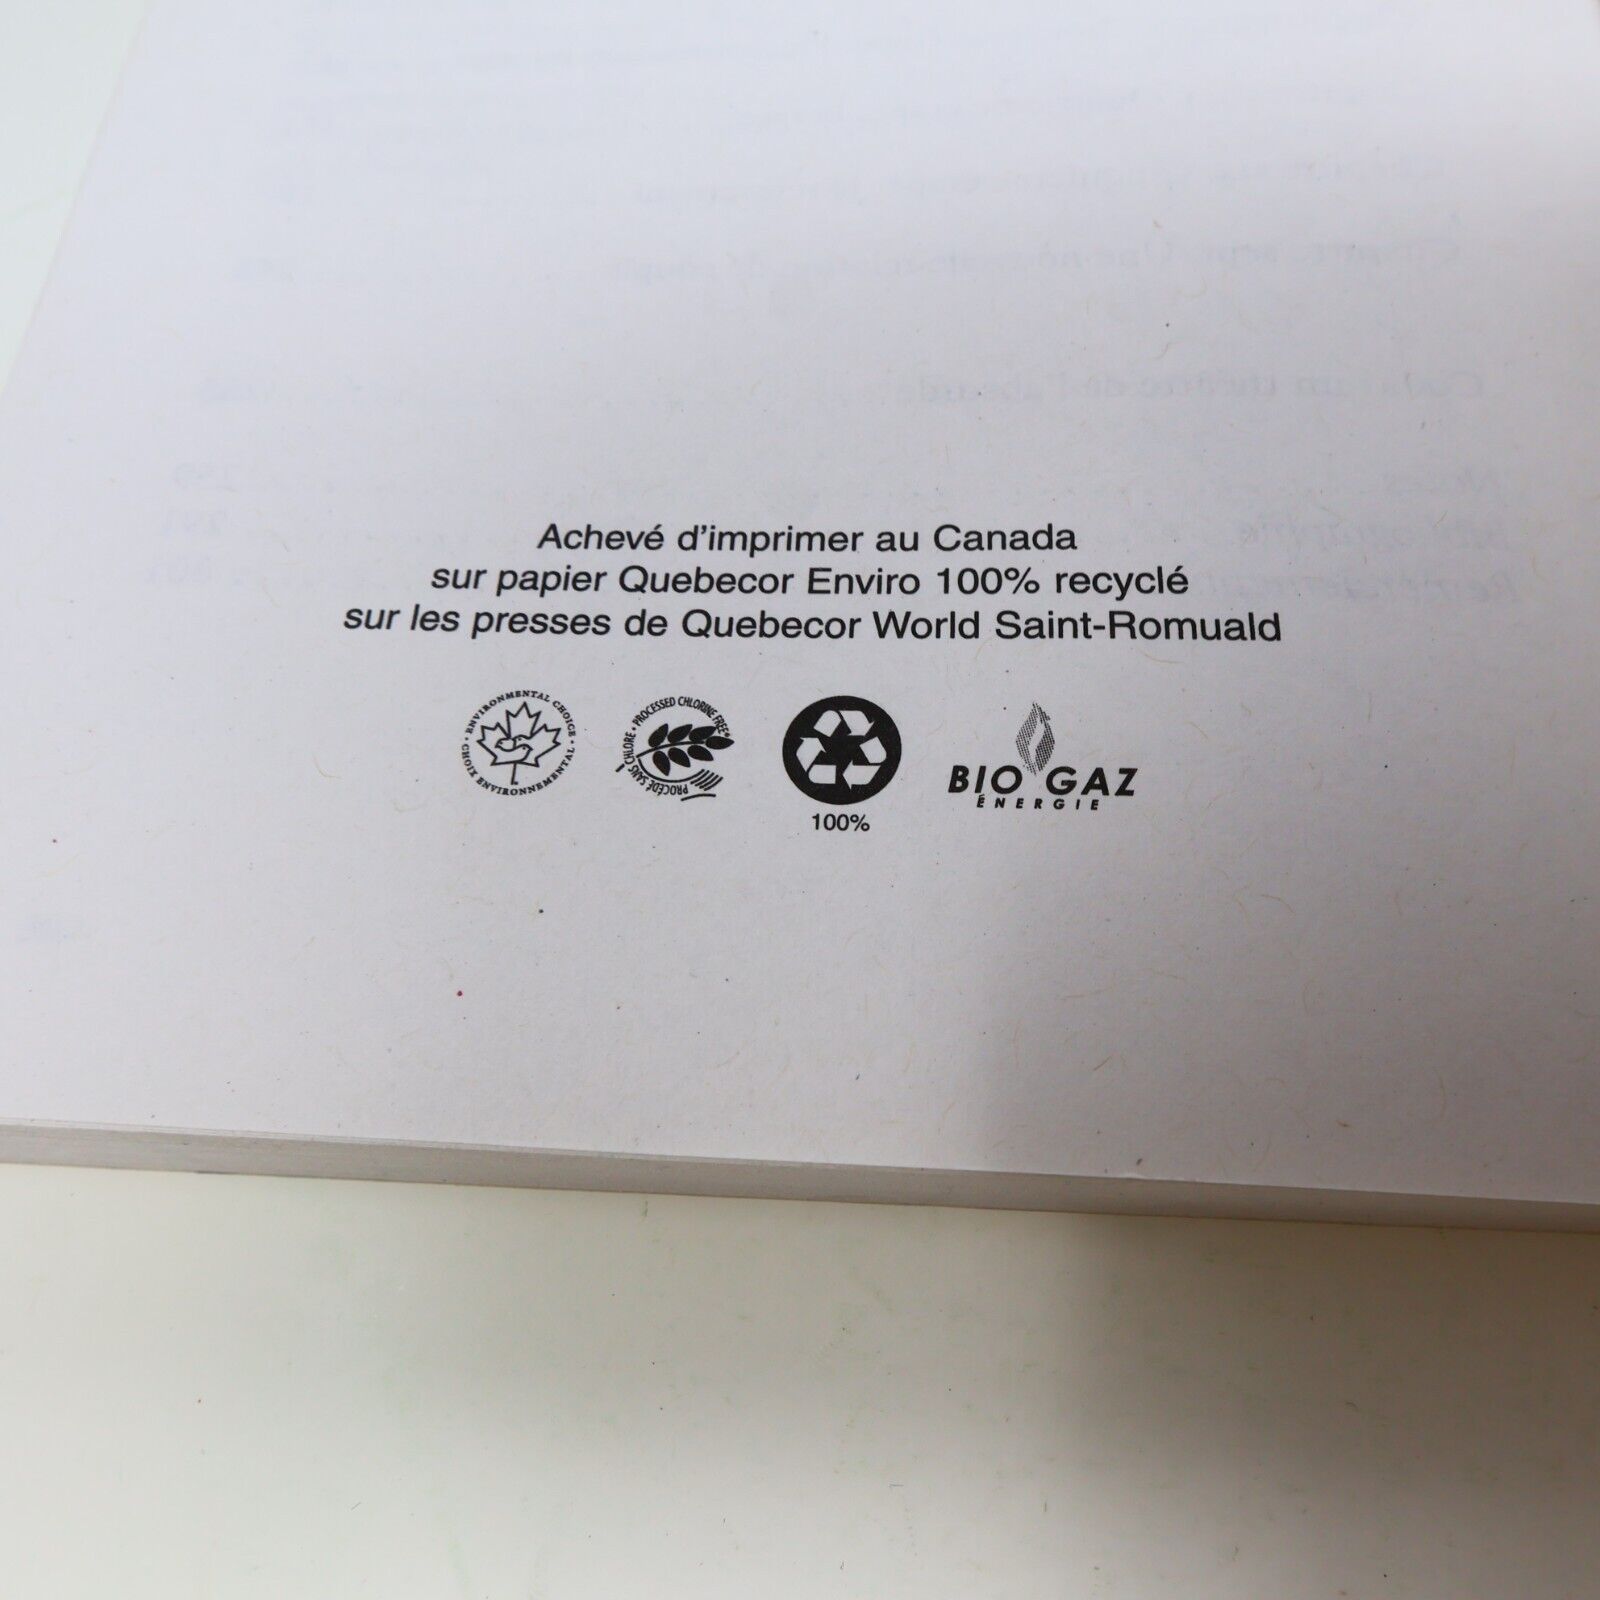 Achevé d'imprimer au Canada
sur papier Quebecor Enviro 100% recyclé
sur les presses de Quebecor World Saint-Romuald
• ENVIRONMENTAL CHOICE •
CHOIX ENVIRONNEMENTAL
• PROCESSED CHLORINE FREE*
PROCÉDÉ SANS CHLORE
100%
BIO GAZ
ÉNERGIE